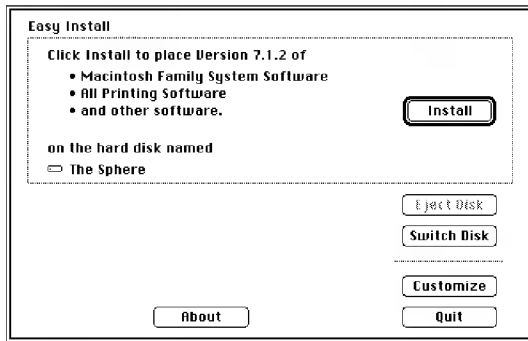 Easy Install
Click Install to place Version 7.1.2 of
• Macintosh Family System Software
• All Printing Software
• and other software.
Install
on the hard disk named
The Sphere
Eject Disk
Switch Disk
Customize
About
Quit